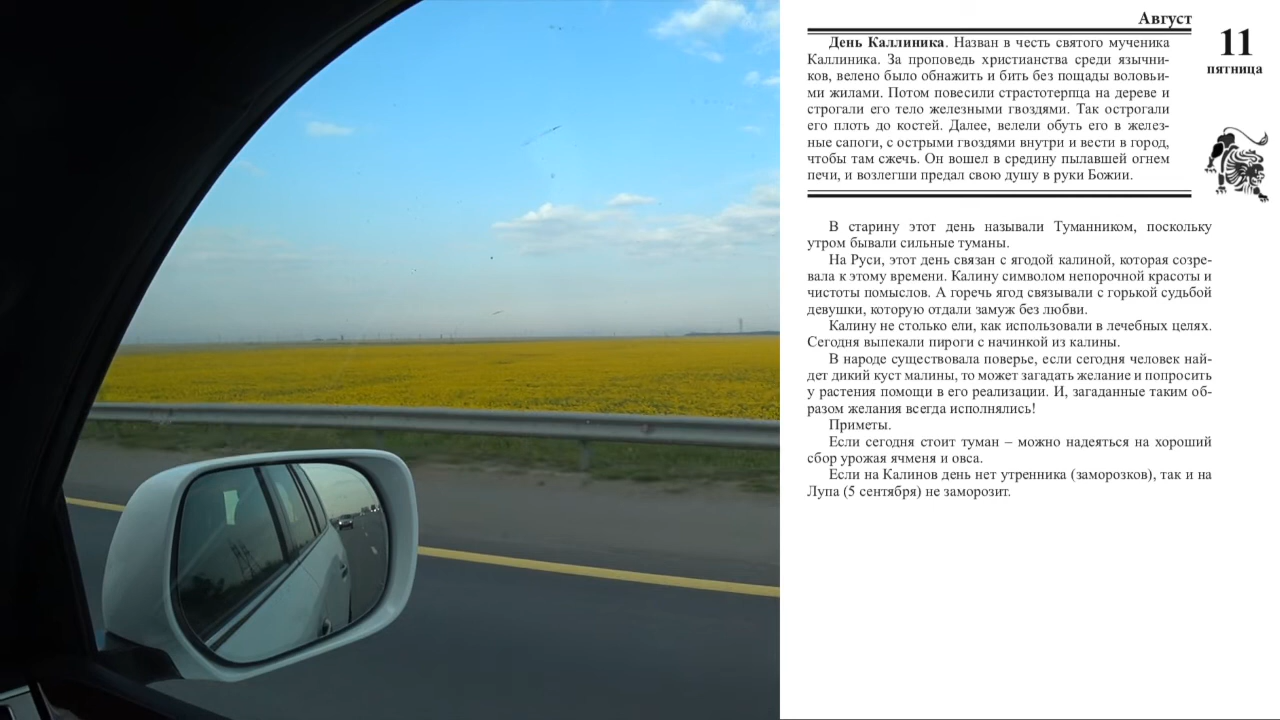 Август
11
пятница
День Каллиника. Назван в честь святого мученика
Каллиника. За проповедь христианства среди язычни-
ков, велено было обнажить и бить без пощады воловьи-
ми жилами. Потом повесили страстотерпца на дереве и
строгали его тело железными гвоздями. Так острогали
его плоть до костей. Далее, велели обуть его в желез-
ные сапоги, с острыми гвоздями внутри и вести в город,
чтобы там сжечь. Он вошел в средину пылавшей огнем
печи, и возлегши предал свою душу в руки Божии.
В старину этот день называли Туманником, поскольку
утром бывали сильные туманы.
На Руси, этот день связан с ягодой калиной, которая созре-
вала к этому времени. Калину символом непорочной красоты и
чистоты помыслов. А горечь ягод связывали с горькой судьбой
девушки, которую отдали замуж без любви.
Калину не столько ели, как использовали в лечебных целях.
Сегодня выпекали пироги с начинкой из калины.
В народе существовала поверье, если сегодня человек най-
дет дикий куст малины, то может загадать желание и попросить
у растения помощи в его реализации. И, загаданные таким об-
разом желания всегда исполнялись!
Приметы.
Если сегодня стоит туман – можно надеяться на хороший
сбор урожая ячменя и овса.
Если на Калинов день нет утренника (заморозков), так и на
Лупа (5 сентября) не заморозит.